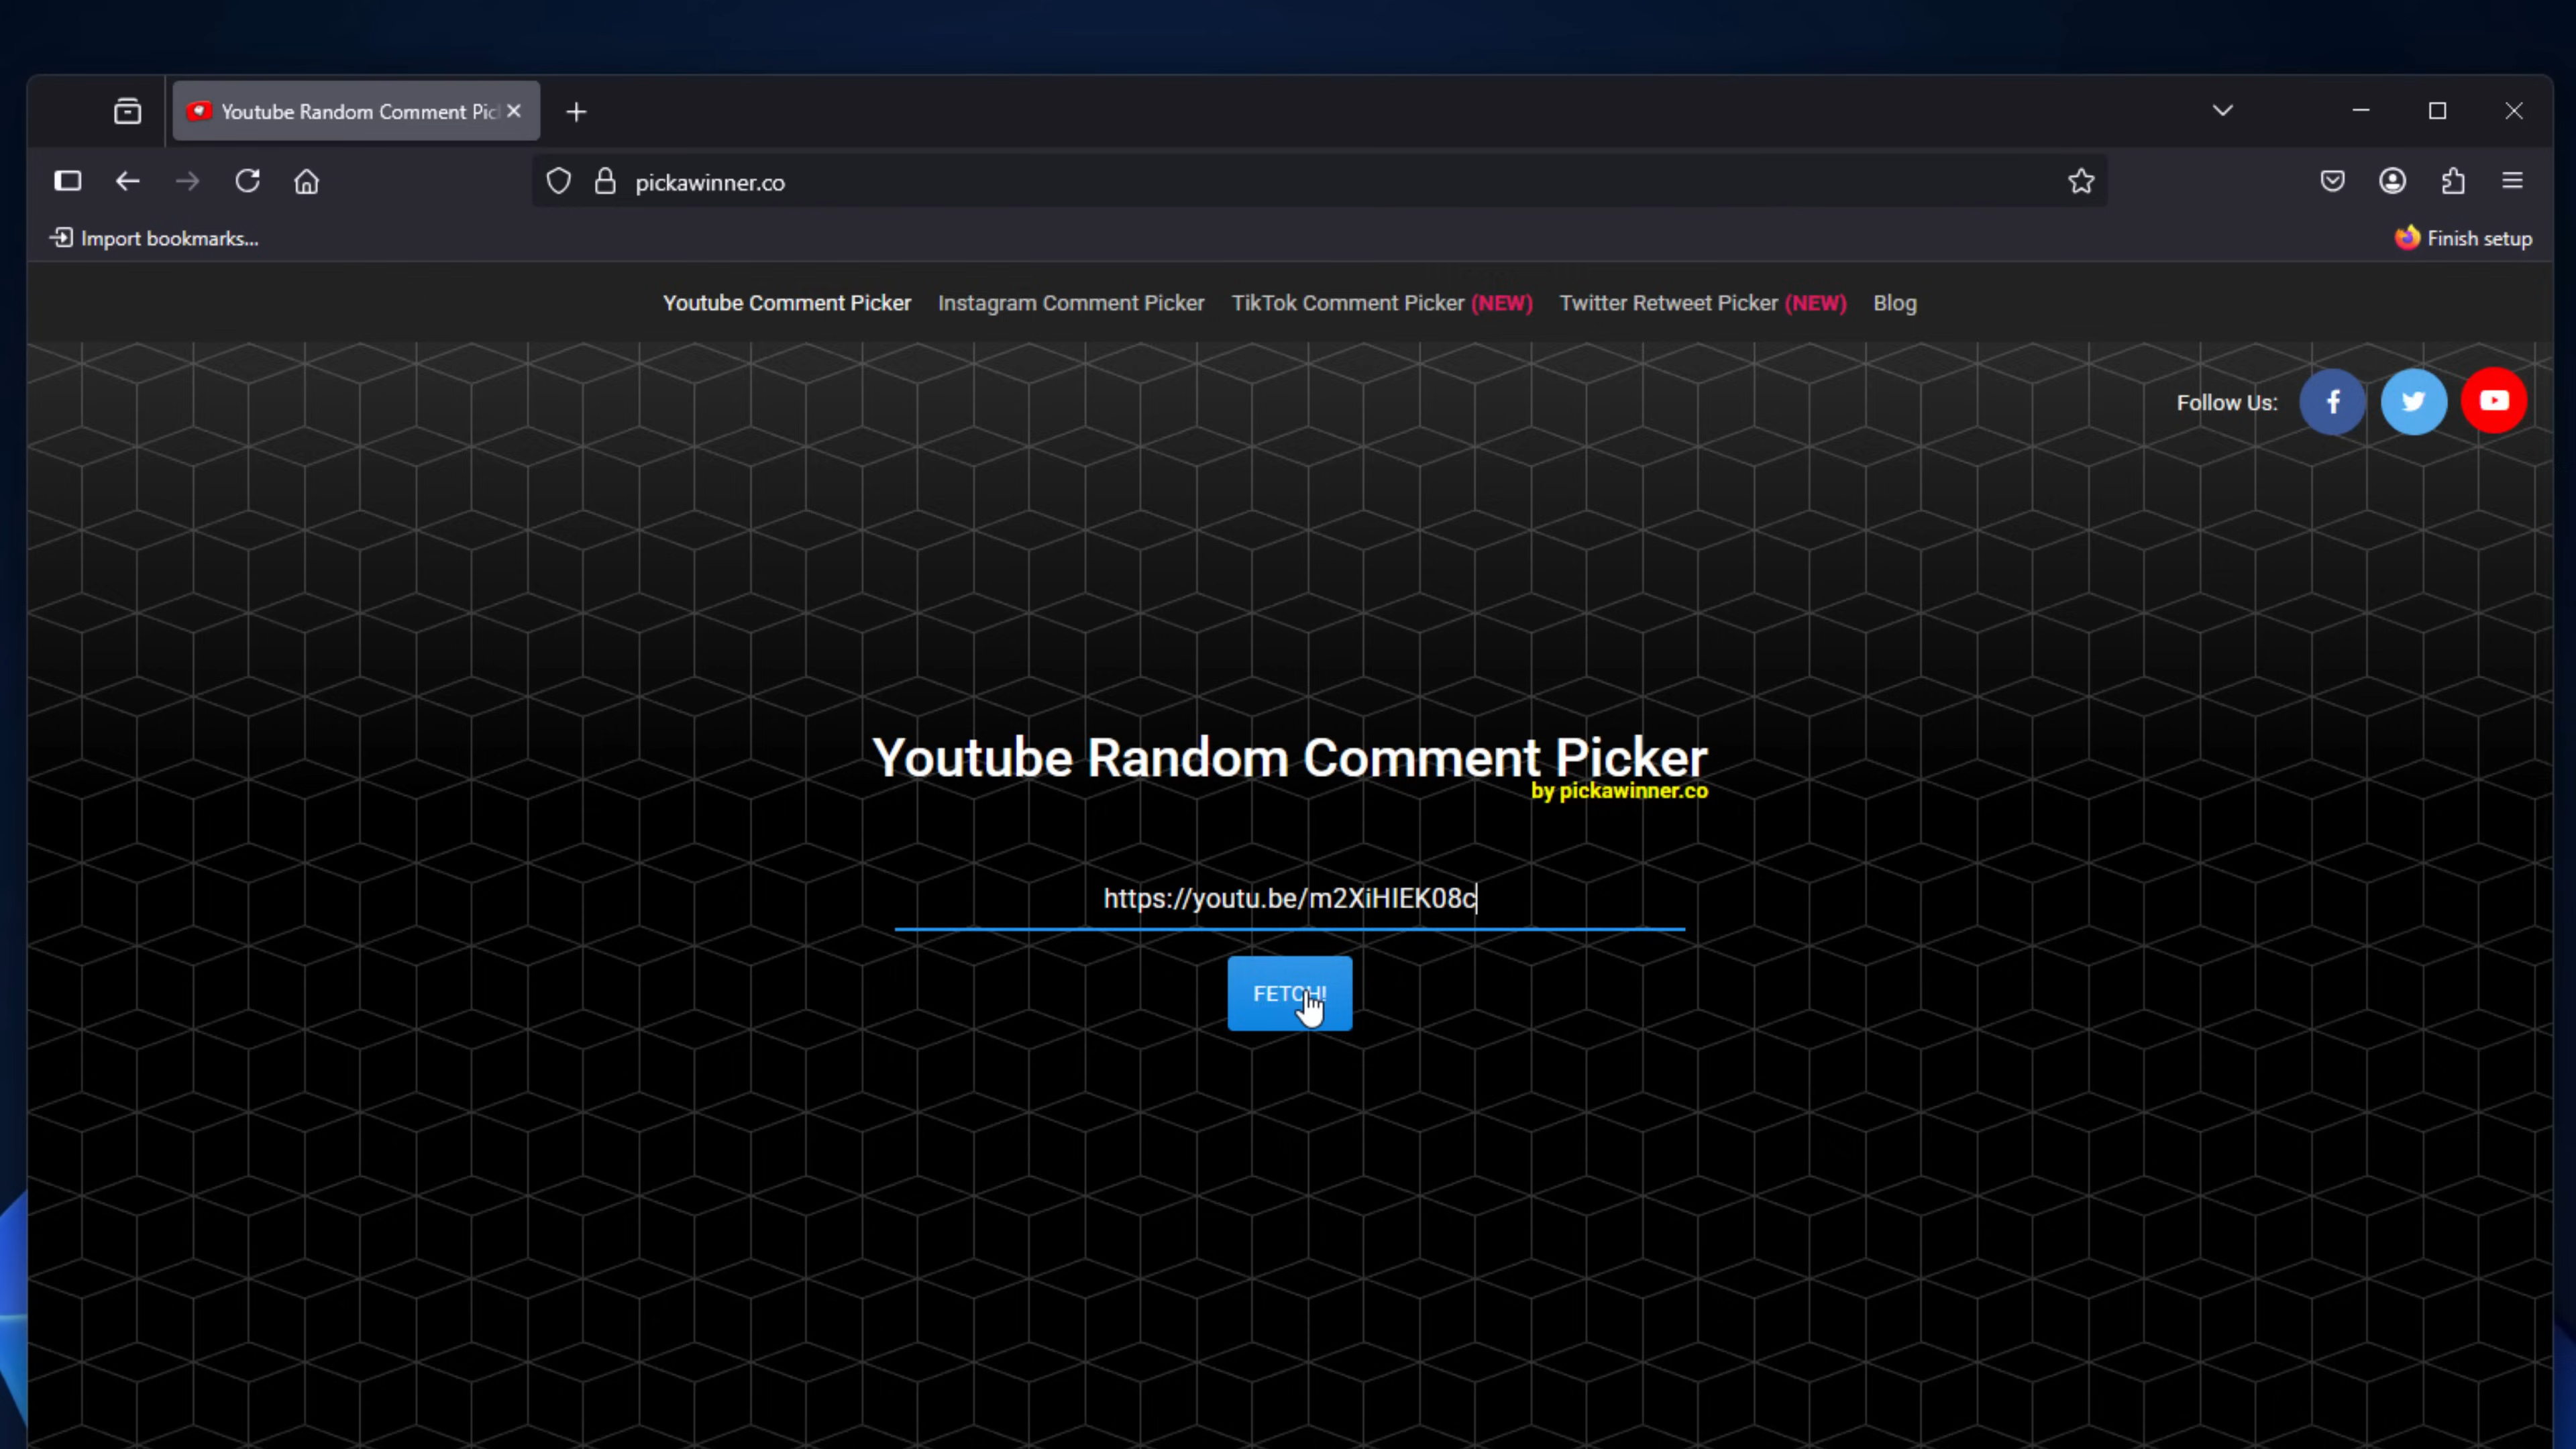 Youtube Random Comment Pic
pickawinner.co
Import bookmarks...
Finish setup
Youtube Comment Picker Instagram Comment Picker TikTok Comment Picker (NEW) Twitter Retweet Picker (NEW) Blog
Follow Us:
Youtube Random Comment Picker
by pickawinner.co
https://youtu.be/m2XiHIEK08c
FETCH!